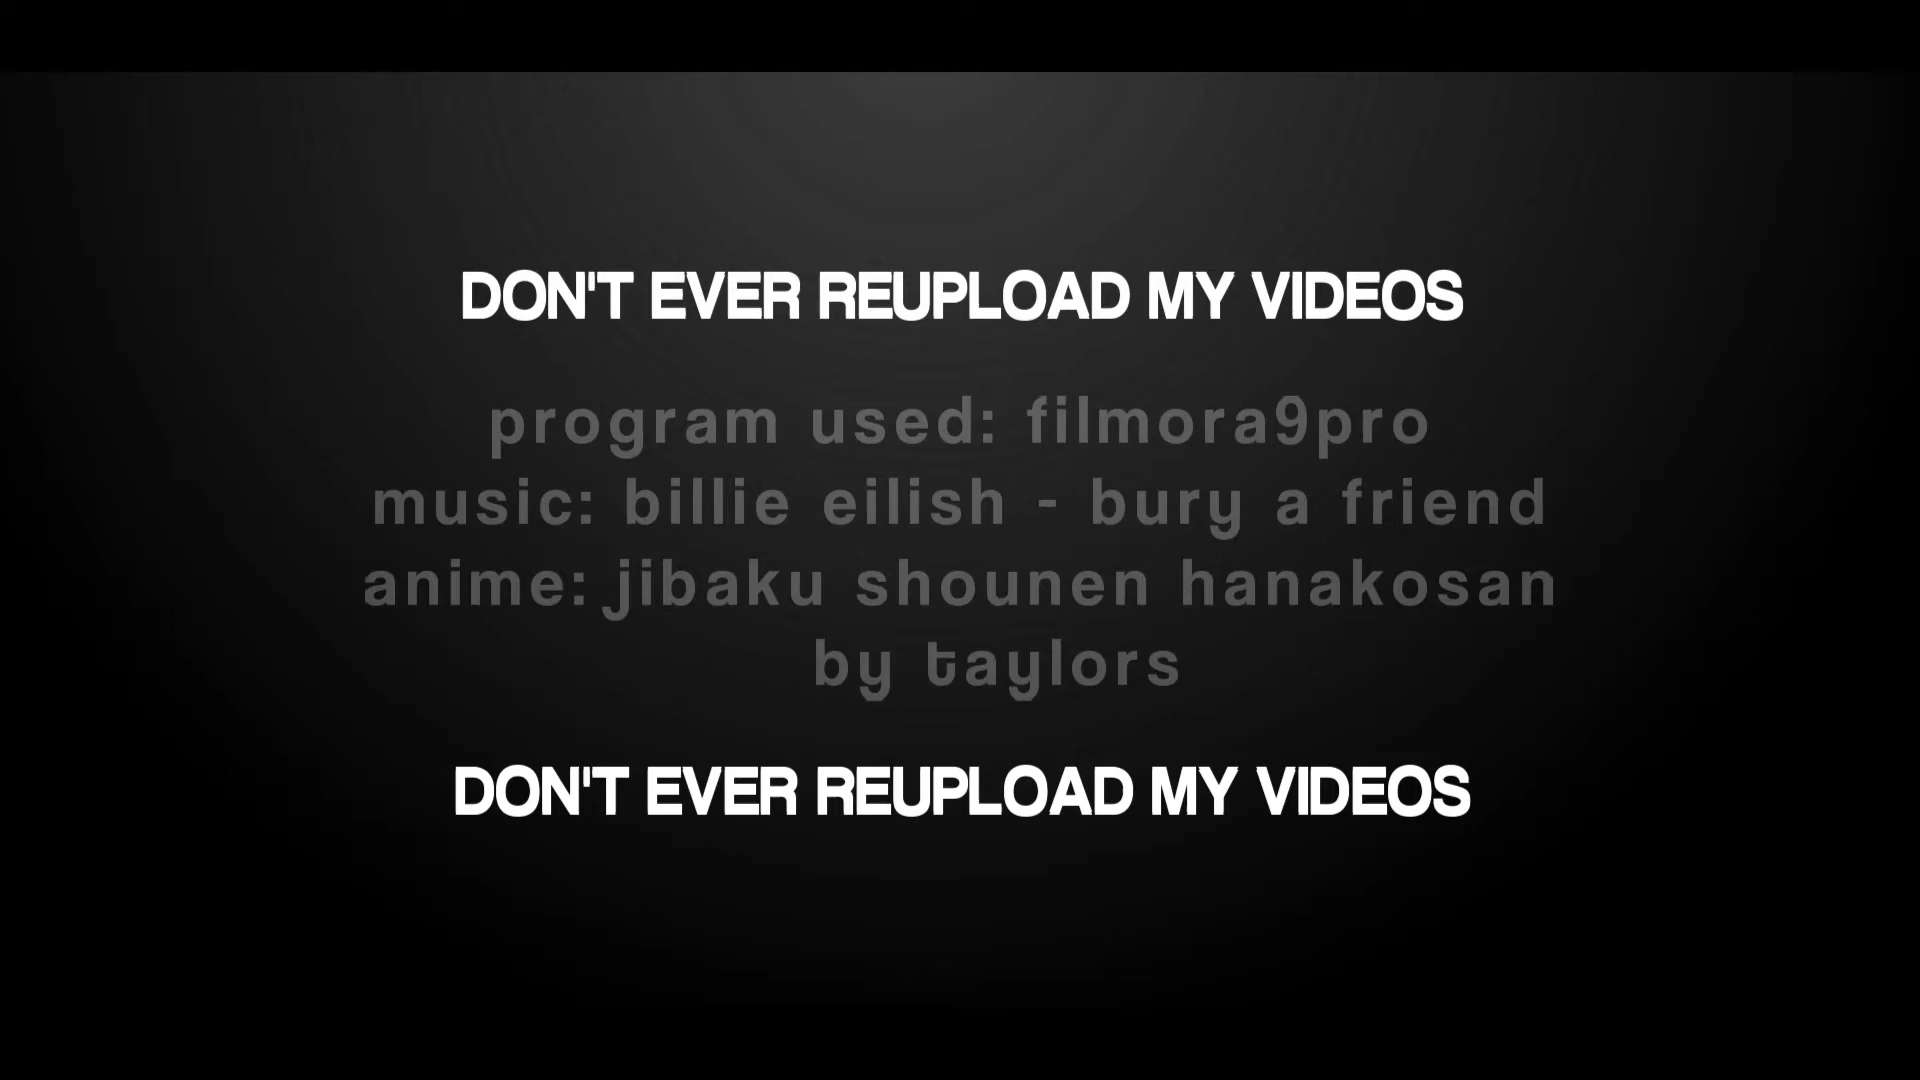 DON'T EVER REUPLOAD MY VIDEOS
program used: filmora9pro
music: billie eilish - bury a friend
anime: jibaku shounen hanakosan
by taylors
DON'T EVER REUPLOAD MY VIDEOS